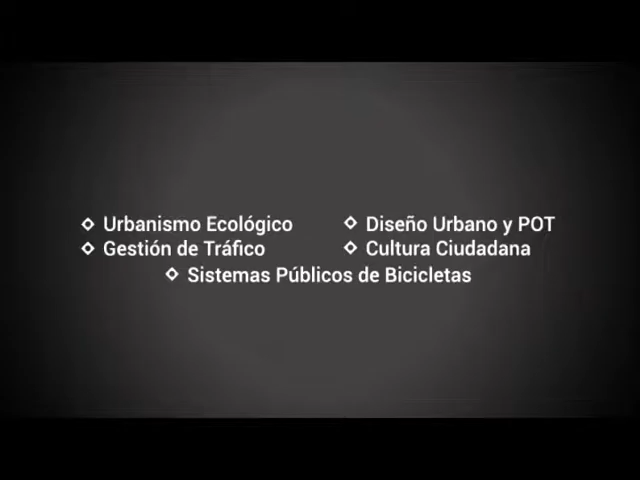 Urbanismo Ecológico
Diseño Urbano y POT
Gestión de Tráfico
Cultura Ciudadana
Sistemas Públicos de Bicicletas